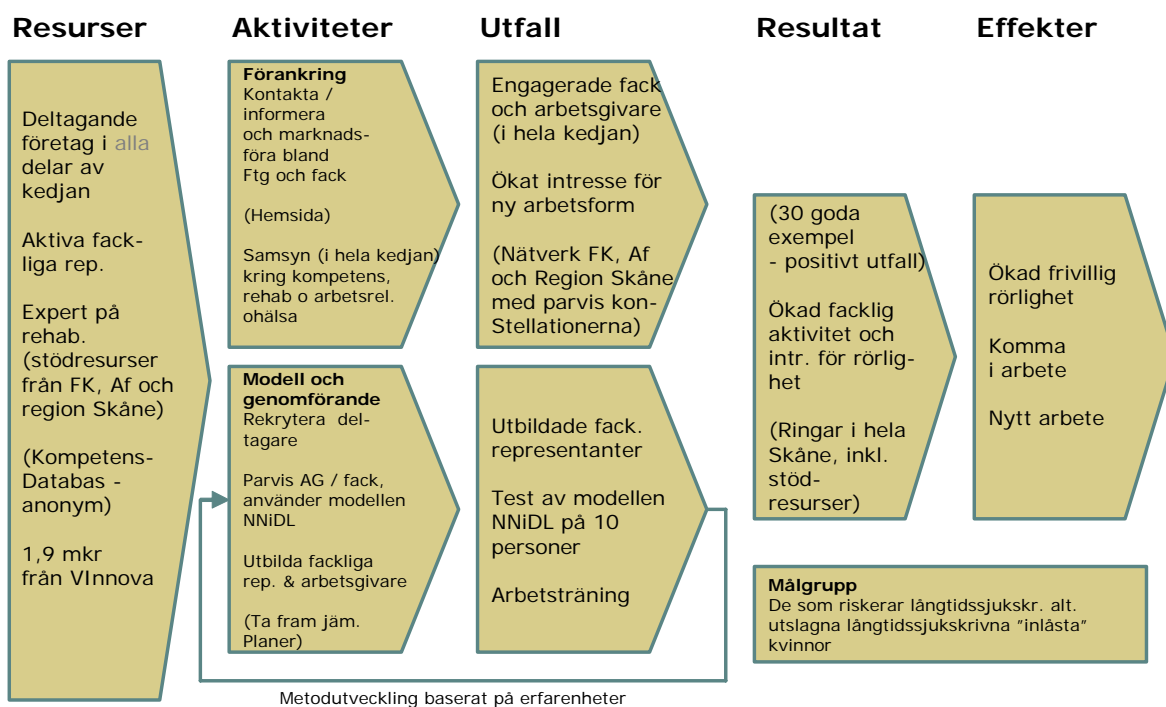 Resurser
Aktiviteter
Utfall
Resultat
Effekter
Deltagande
företag i alla
delar av
kedjan
Aktiva fack-
liga rep.
Expert på
rehab.
(stödresurser
från FK, Af och
region Skåne)
(Kompetens-
Databas -
anonym)
1,9 mkr
från VInnova
Förankring
Kontakta /
informera
och marknads-
föra bland
Ftg och fack
(Hemsida)
Samsyn (i hela kedjan)
kring kompetens,
rehab o arbetsrel.
ohälsa
Modell och
genomförande
Rekrytera del-
tagare
Parvis AG / fack,
använder modellen
NNiDL
Utbilda fackliga
rep. & arbetsgivare
(Ta fram jäm.
Planer)
Engagerade fack
och arbetsgivare
(i hela kedjan)
Ökat intresse för
ny arbetsform
(Nätverk FK, Af
och Region Skåne
med parvis kon-
Stellationerna)
Utbildade fack.
representanter
Test av modellen
NNiDL på 10
personer
Arbetsträning
(30 goda
exempel
- positivt utfall)
Ökad facklig
aktivitet och
intr. för rörlig-
het
(Ringar i hela
Skåne, inkl.
stöd-
resurser)
Ökad frivillig
rörlighet
Komma
i arbete
Nytt arbete
Målgrupp
De som riskerar långtidssjukskr. alt.
utslagna långtidssjukskrivna "inlåsta"
kvinnor
Metodutveckling baserat på erfarenheter